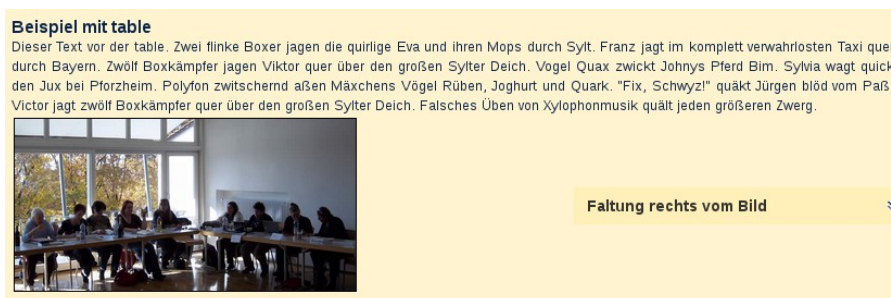 Beispiel mit table
Dieser Text vor der table. Zwei flinke Boxer jagen die quirlige Eva und ihren Mops durch Sylt. Franz jagt im komplett verwahrlosten Taxi que
durch Bayern. Zwölf Boxkämpfer jagen Viktor quer über den großen Sylter Deich. Vogel Quax zwickt Johnys Pferd Bim. Sylvia wagt quick
den Jux bei Pforzheim. Polyfon zwitschernd aßen Mäxchens Vögel Rüben, Joghurt und Quark. "Fix, Schwyz!" quäkt Jürgen blöd vom Paß
Victor jagt zwölf Boxkämpfer quer über den großen Sylter Deich. Falsches Üben von Xylophonmusik quält jeden größeren Zwerg.
Faltung rechts vom Bild